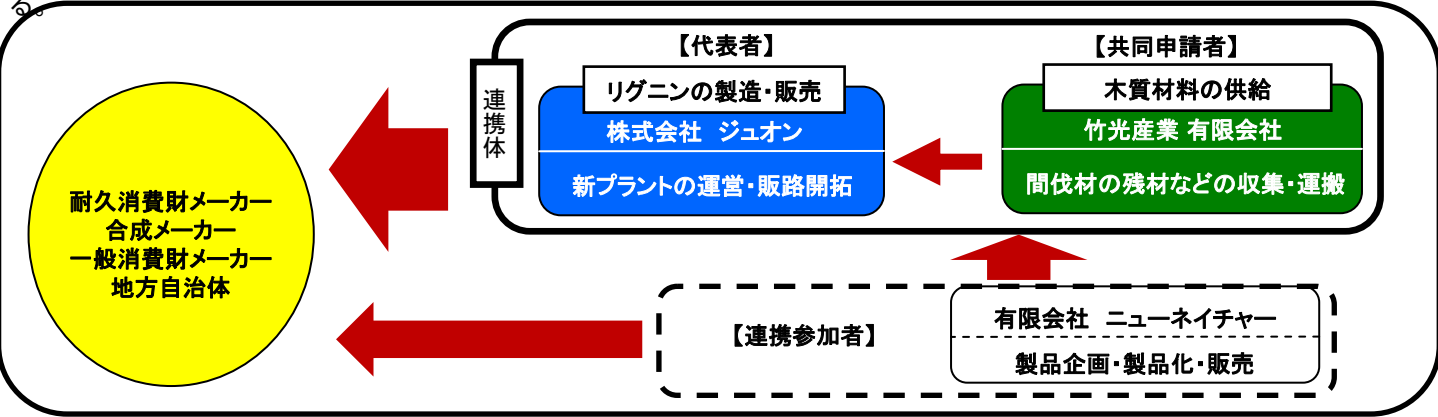 る。
【代表者】
【共同申請者】
連携体
リグニンの製造・販売
株式会社　ジュオン
新プラントの運営・販路開拓
木質材料の供給
竹光産業 有限会社
間伐材の残材などの収集・運搬
耐久消費財メーカー
合成メーカー
一般消費財メーカー
地方自治体
【連携参加者】
有限会社　ニューネイチャー
製品企画・製品化・販売